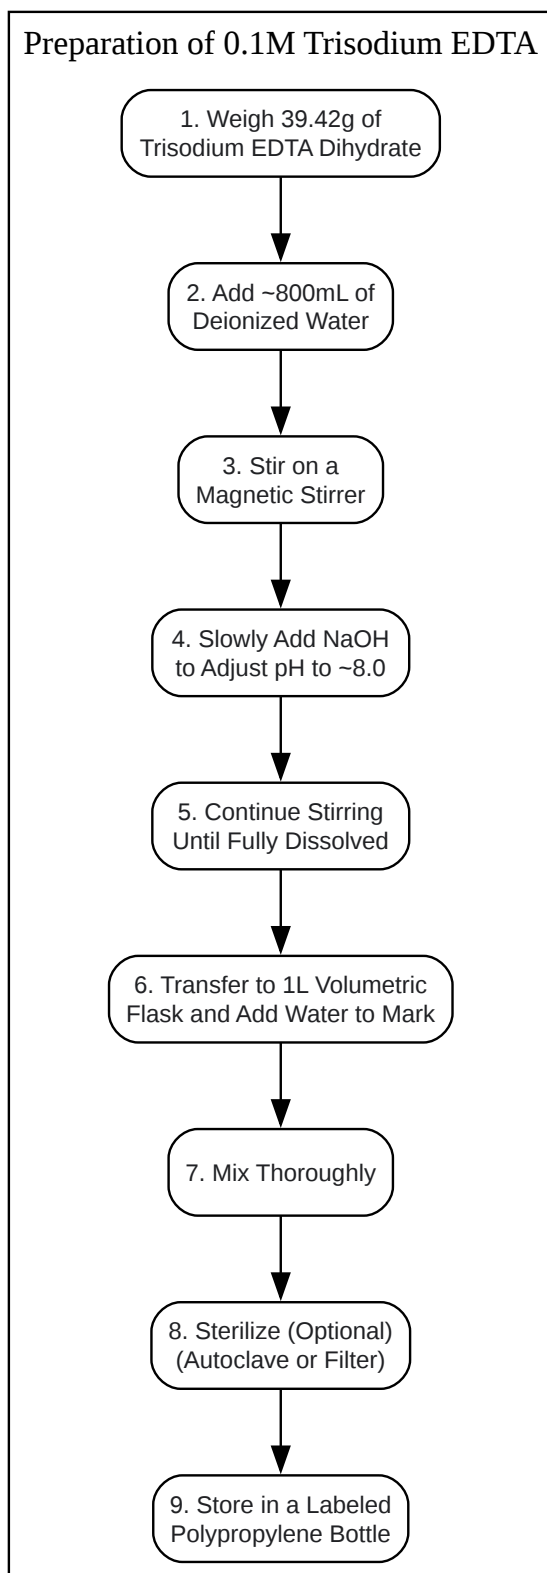 Preparation of 0.1M Trisodium EDTA
1. Weigh 39.42g of
Trisodium EDTA Dihydrate
2. Add ~800mL of
Deionized Water
3. Stir on a
Magnetic Stirrer
4. Slowly Add NaOH
to Adjust pH to ~8.0
5. Continue Stirring
Until Fully Dissolved
6. Transfer to 1L Volumetric
Flask and Add Water to Mark
7. Mix Thoroughly
8. Sterilize (Optional)
(Autoclave or Filter)
9. Store in a Labeled
Polypropylene Bottle